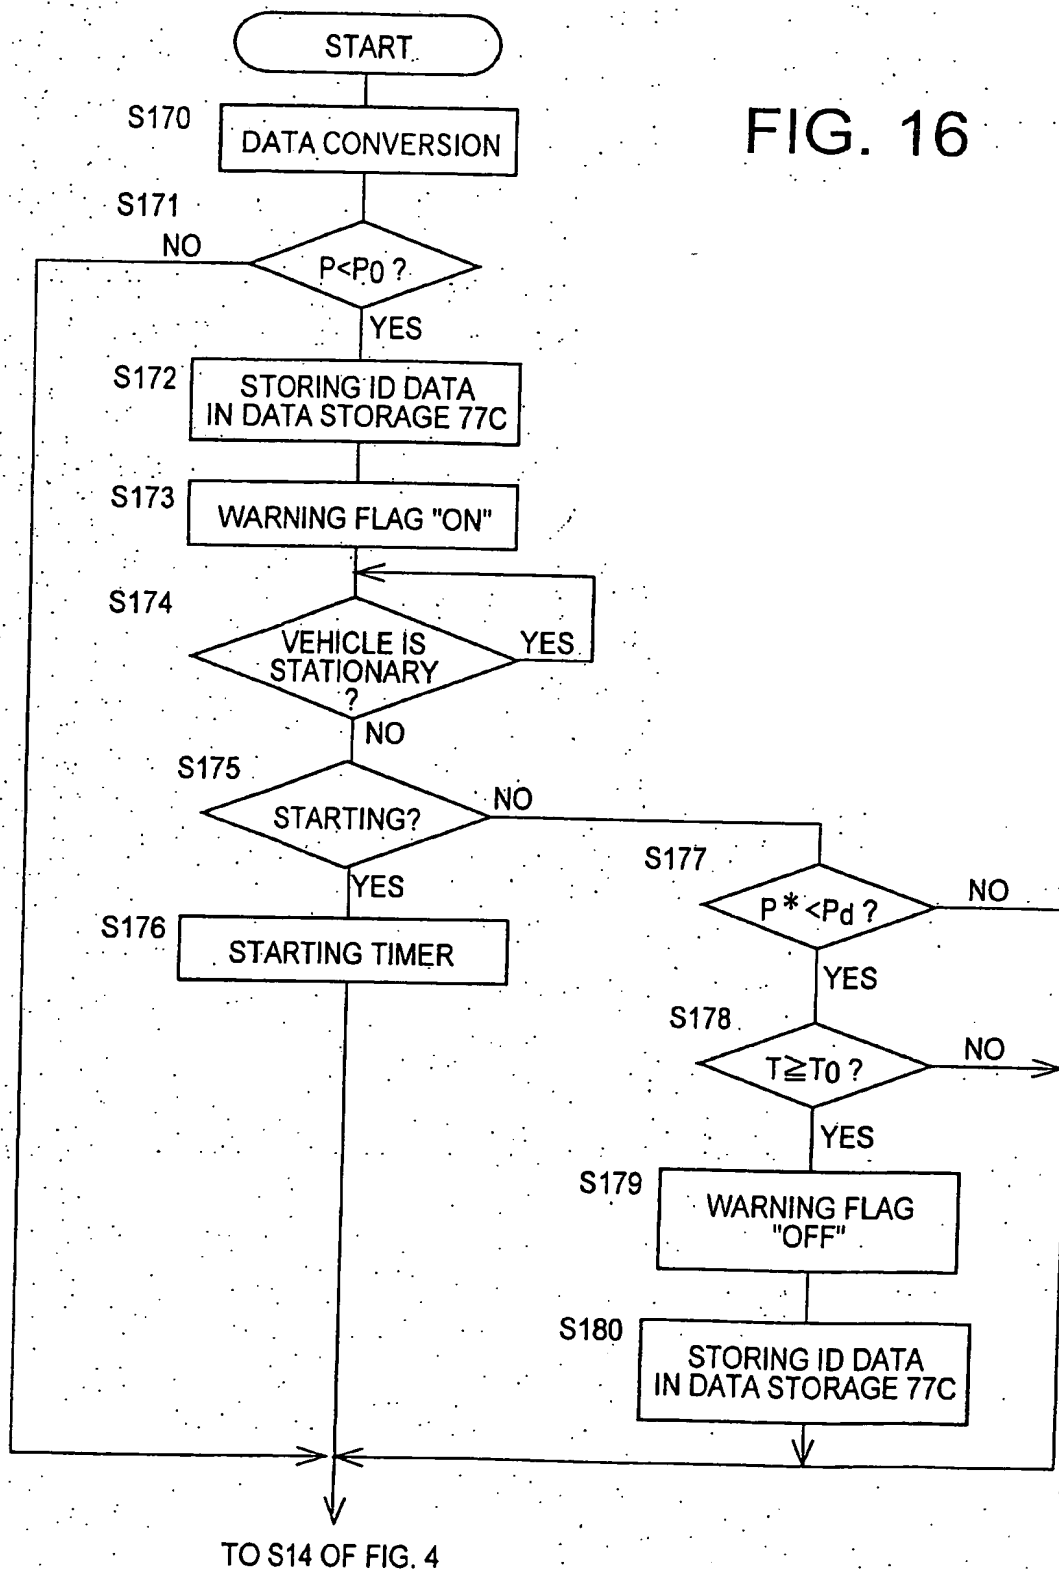 START
S170
DATA CONVERSION
FIG. 16
S171
NO
P<P0 ?
YES
S172
STORING ID DATA
IN DATA STORAGE 77C
S173
WARNING FLAG "ON"
S174
VEHICLE IS
STATIONARY
?
YES
NO
S175
STARTING?
NO
YES
S176
STARTING TIMER
S177
P*<Pd ?
NO
YES
S178
T≧T0 ?
NO
YES
S179
WARNING FLAG
"OFF"
S180
STORING ID DATA
IN DATA STORAGE 77C
TO S14 OF FIG. 4